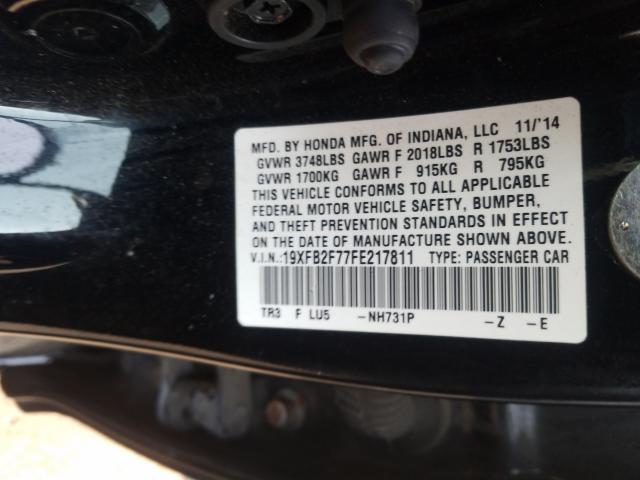 MFD. BY HONDA MFG. OF INDIANA, LLC 11/'14
GVWR 3748LBS GAWR F 2018LBS R 1753LBS
GVWR 1700KG GAWR F 915KG R 795KG
THIS VEHICLE CONFORMS TO ALL APPLICABLE
FEDERAL MOTOR VEHICLE SAFETY, BUMPER,
AND THEFT PREVENTION STANDARDS IN EFFECT
ON THE DATE OF MANUFACTURE SHOWN ABOVE.
V.I.N.:19XFB2F77FE217811 TYPE: PASSENGER CAR
TR3 F LU5 -NH731P -Z -E